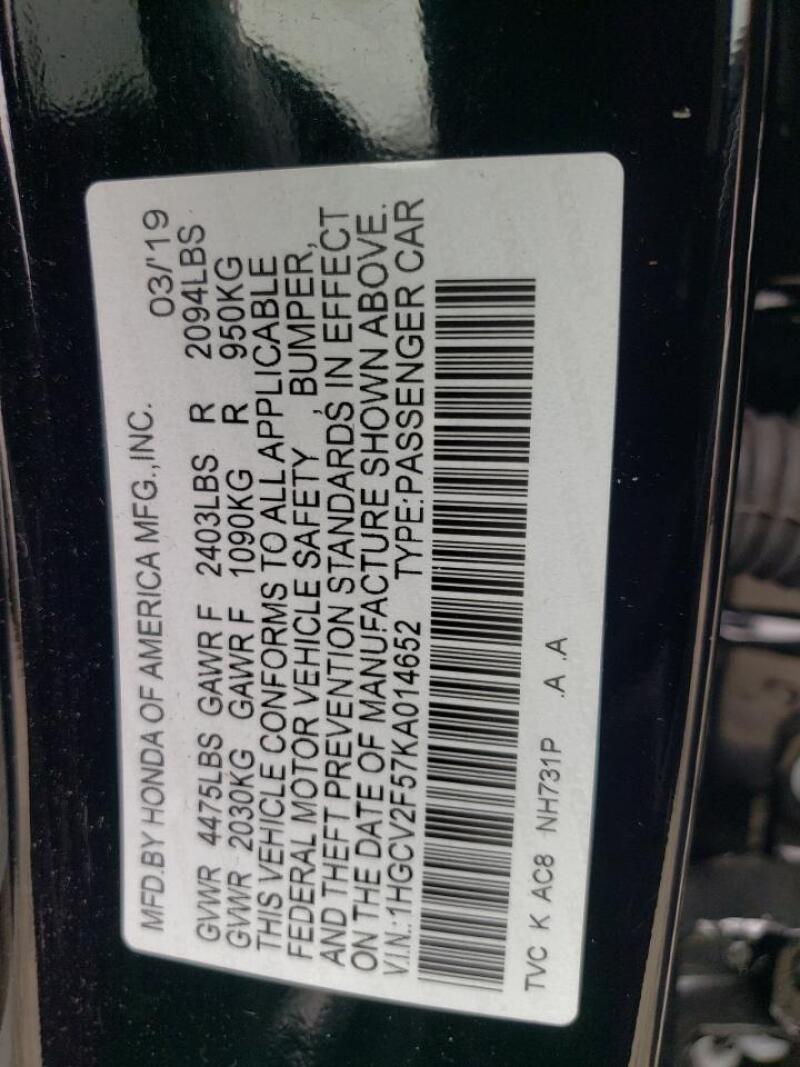 MFD.BY HONDA OF AMERICA MFG.,INC. 03/'19
GVWR 4475LBS GAWR F 2403LBS R 2094LBS
GVWR 2030KG GAWR F 1090KG R 950KG
THIS VEHICLE CONFORMS TO ALL APPLICABLE
FEDERAL MOTOR VEHICLE SAFETY, BUMPER,
AND THEFT PREVENTION STANDARDS IN EFFECT
ON THE DATE OF MANUFACTURE SHOWN ABOVE.
V.I.N.:1HGCV2F57KA014652 TYPE:PASSENGER CAR
TVC K AC8 NH731P .A .A